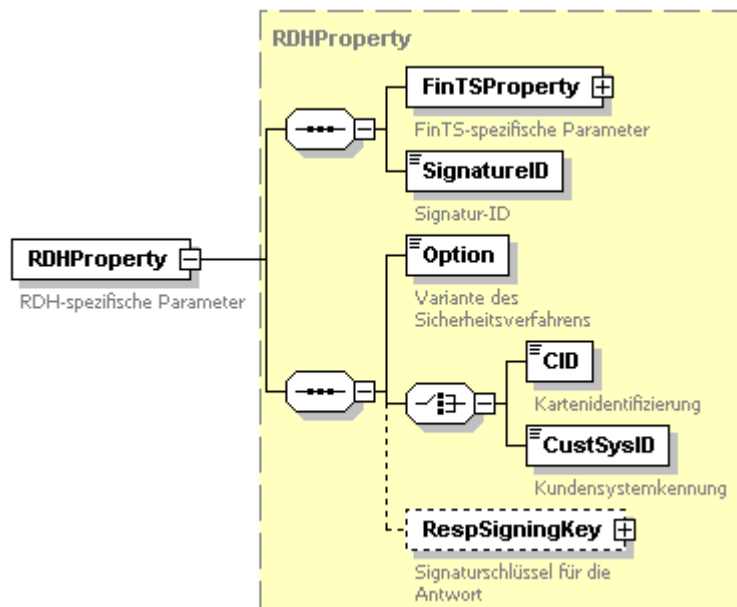 RDHProperty
FinTSProperty
FinTS-spezifische Parameter
SignatureID
Signatur-ID
RDHProperty
RDH-spezifische Parameter
Option
Variante des
Sicherheitsverfahrens
CID
Kartenidentifizierung
CustSysID
Kundensystemkennung
RespSigningKey
Signaturschlüssel für die
Antwort